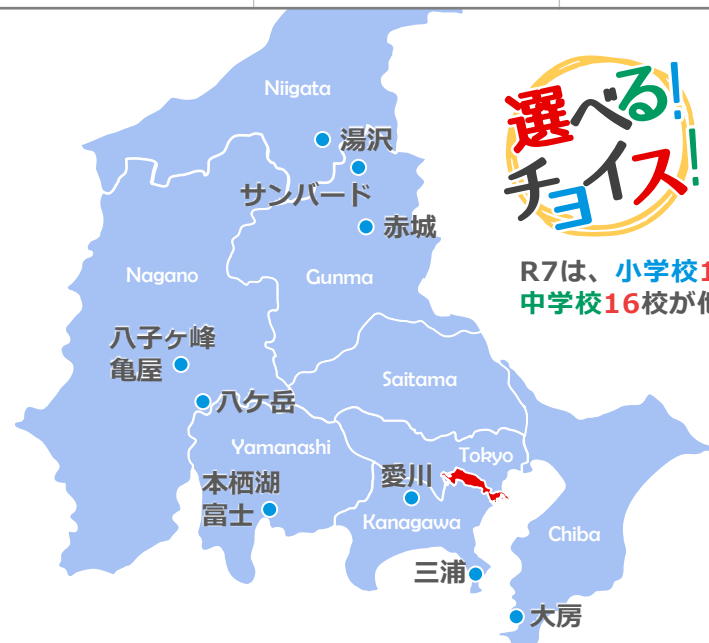 Niigata
湯沢
サンバード
赤城
選べる!
チョイス!
R7は、小学校1
中学校16校が他
Nagano
Gunma
八子ヶ峰
亀屋
八ケ岳
Saitama
Yamanashi
Tokyo
本栖湖
富士
愛川
Kanagawa
Chiba
三浦
大房